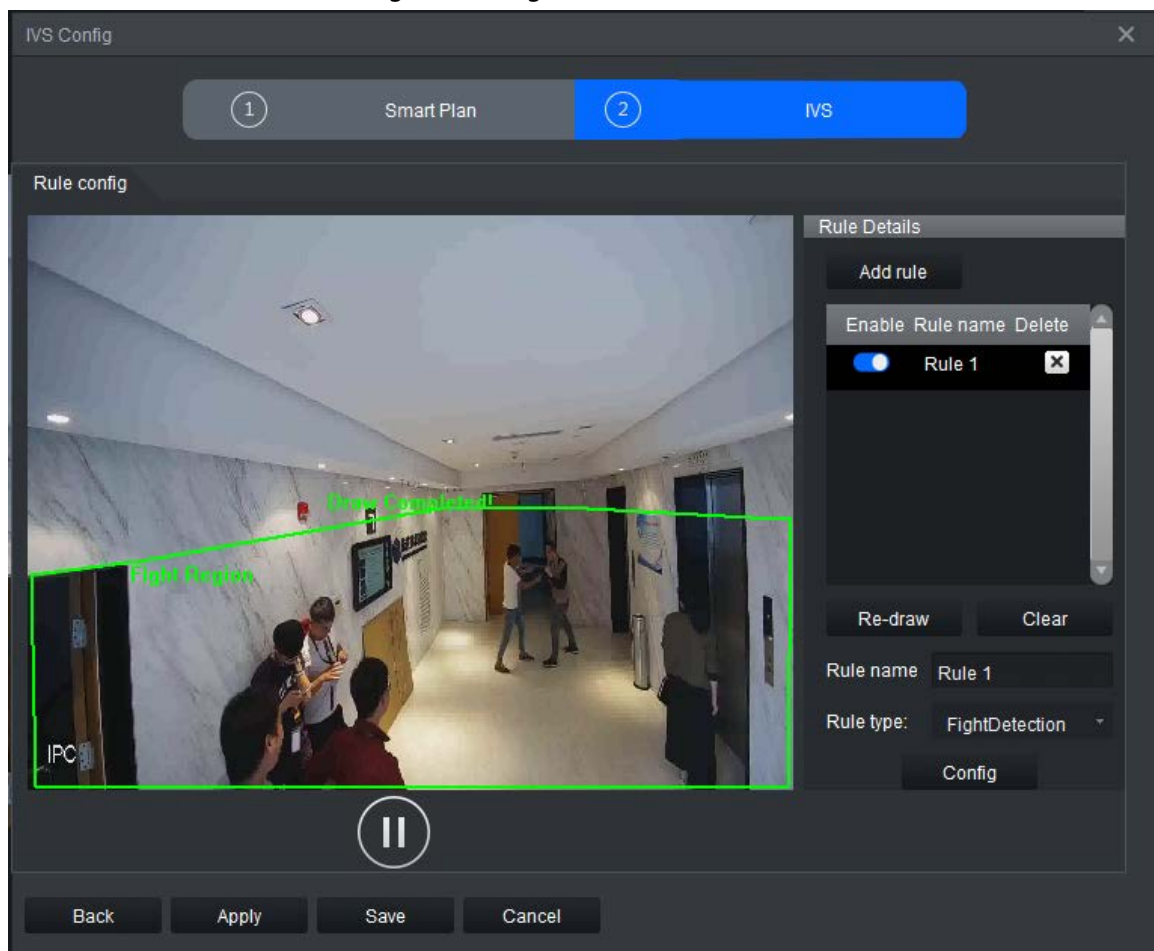 IVS Config
1 Smart Plan 2 IVS
Rule config
Rule Details
Add rule
Enable Rule name Delete
Rule 1
Draw Completed!
Fight Region
IPC
Re-draw Clear
Rule name Rule 1
Rule type: FightDetection
Config
Back Apply Save Cancel